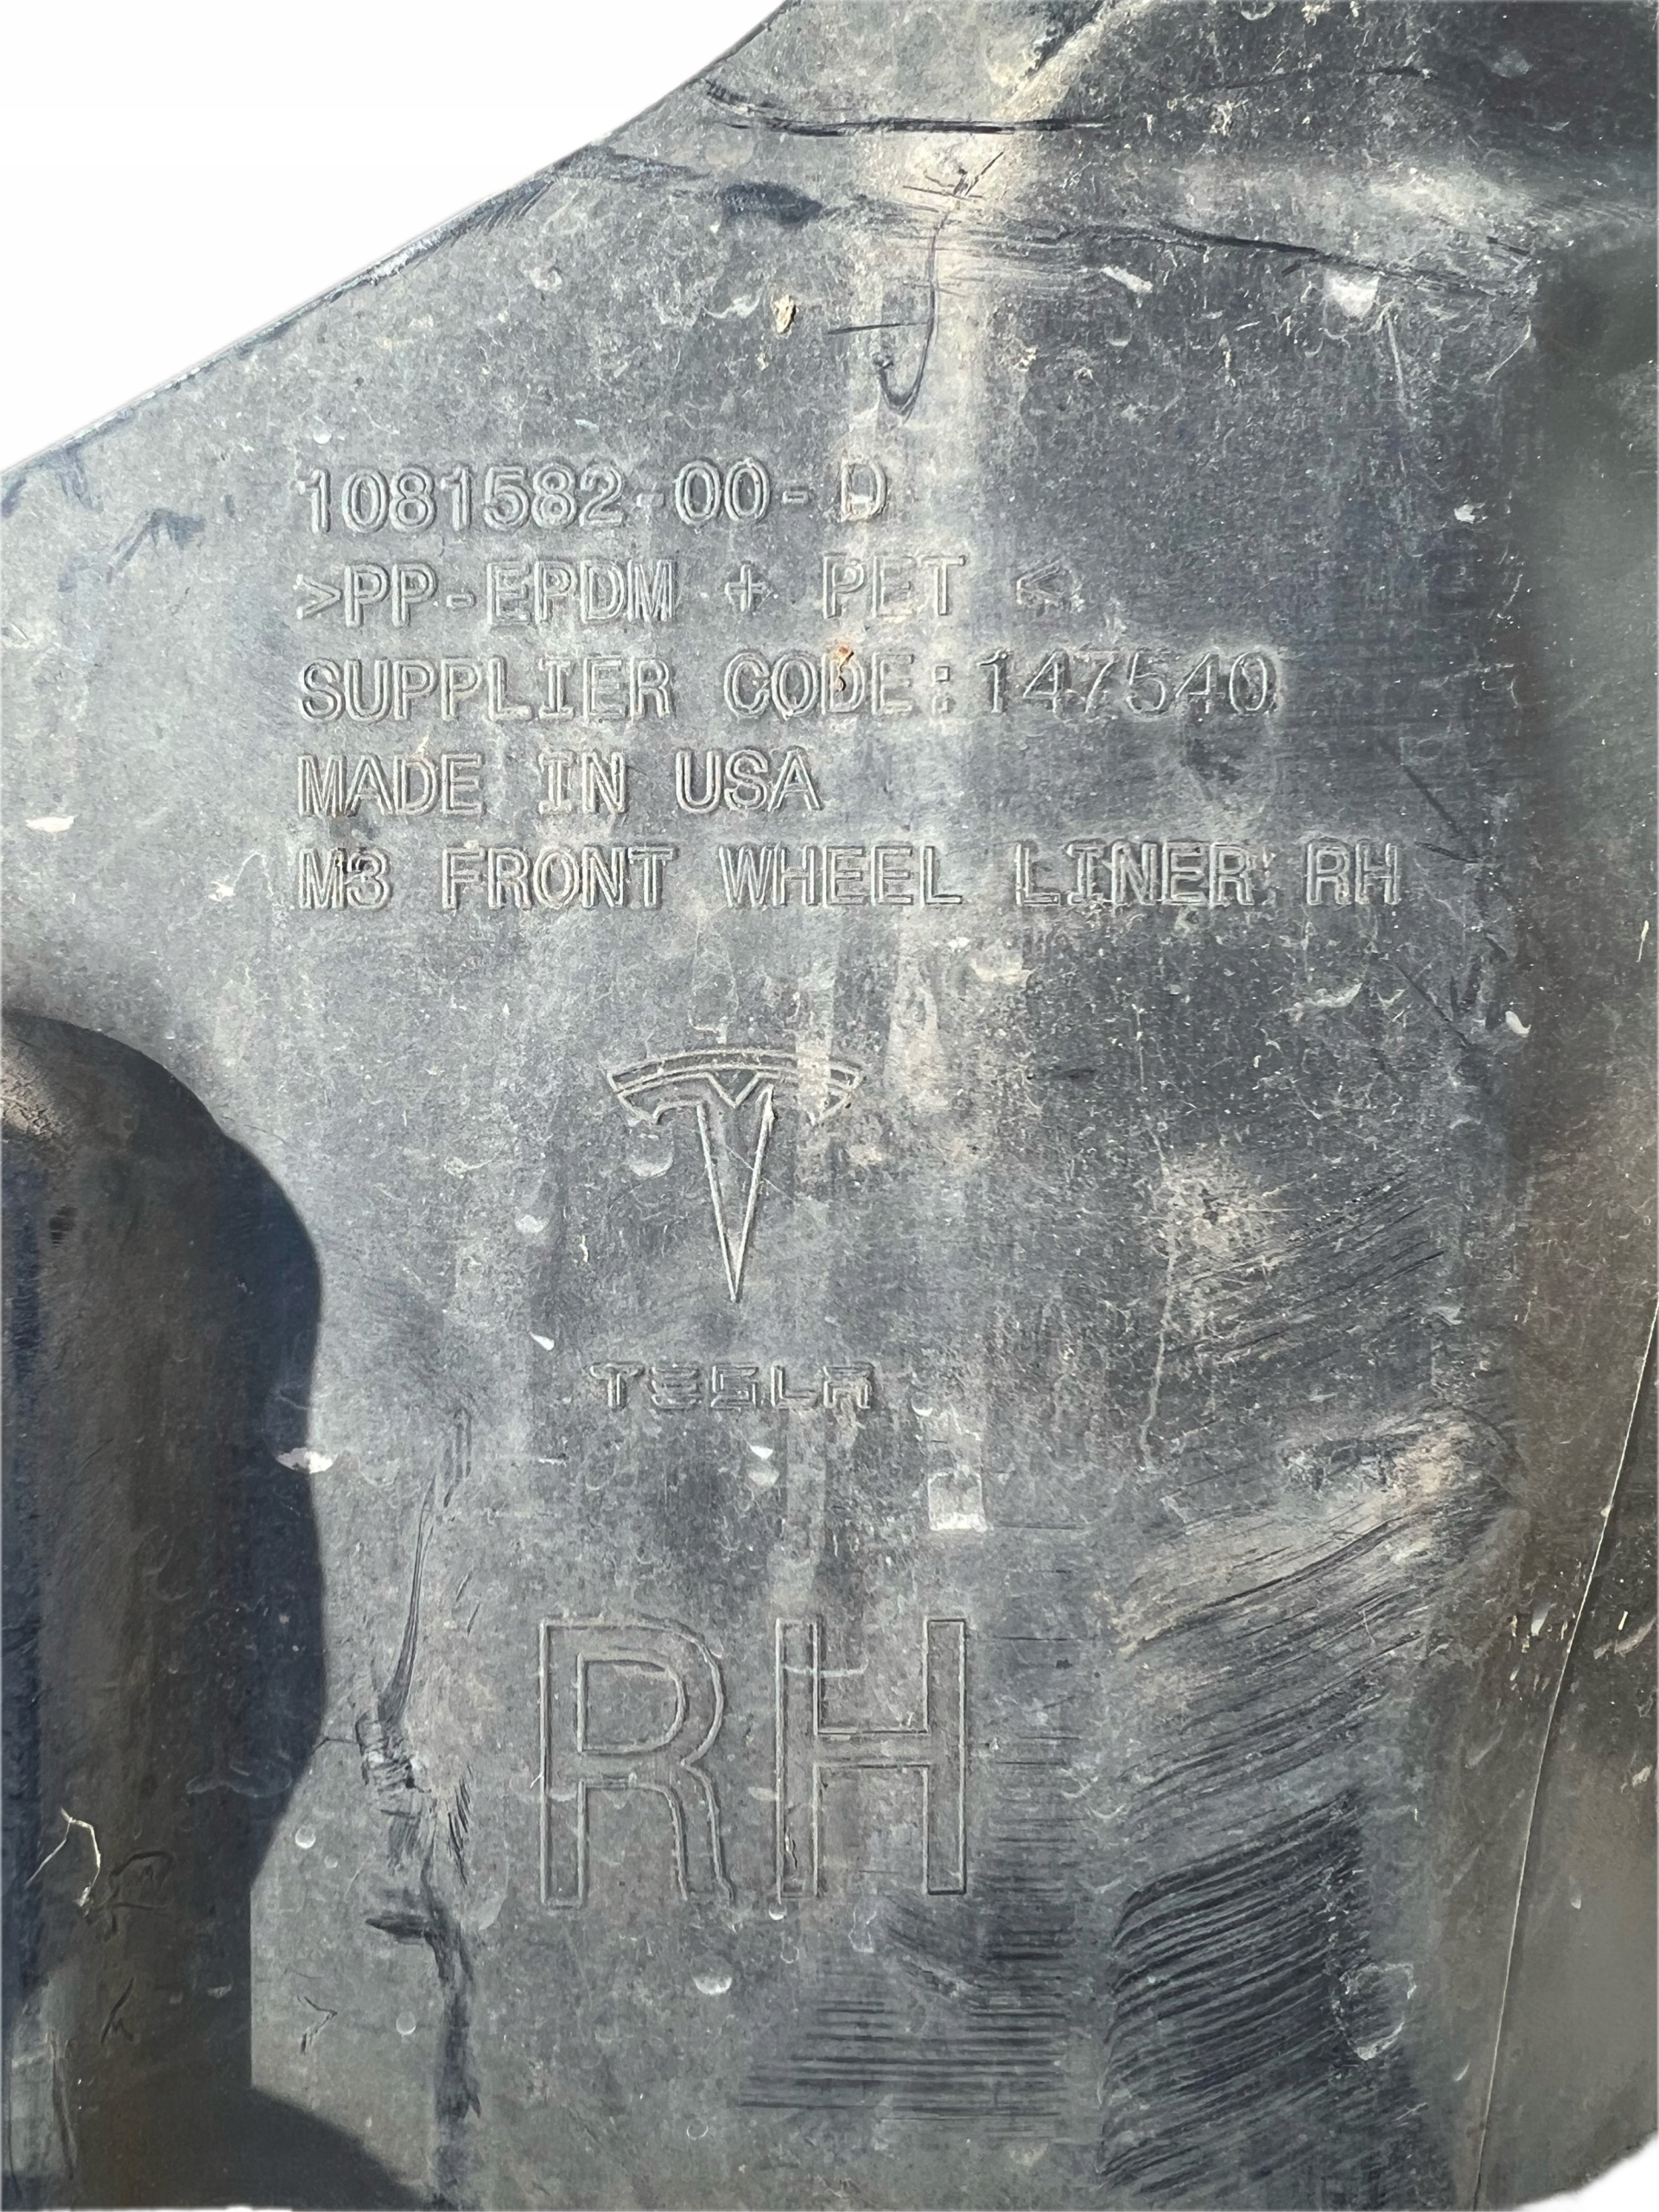 1081582-00-D
>PP-EPDM + PET <
SUPPLIER CODE:147540
MADE IN USA
M3 FRONT WHEEL LINER RH
TESLA
RH